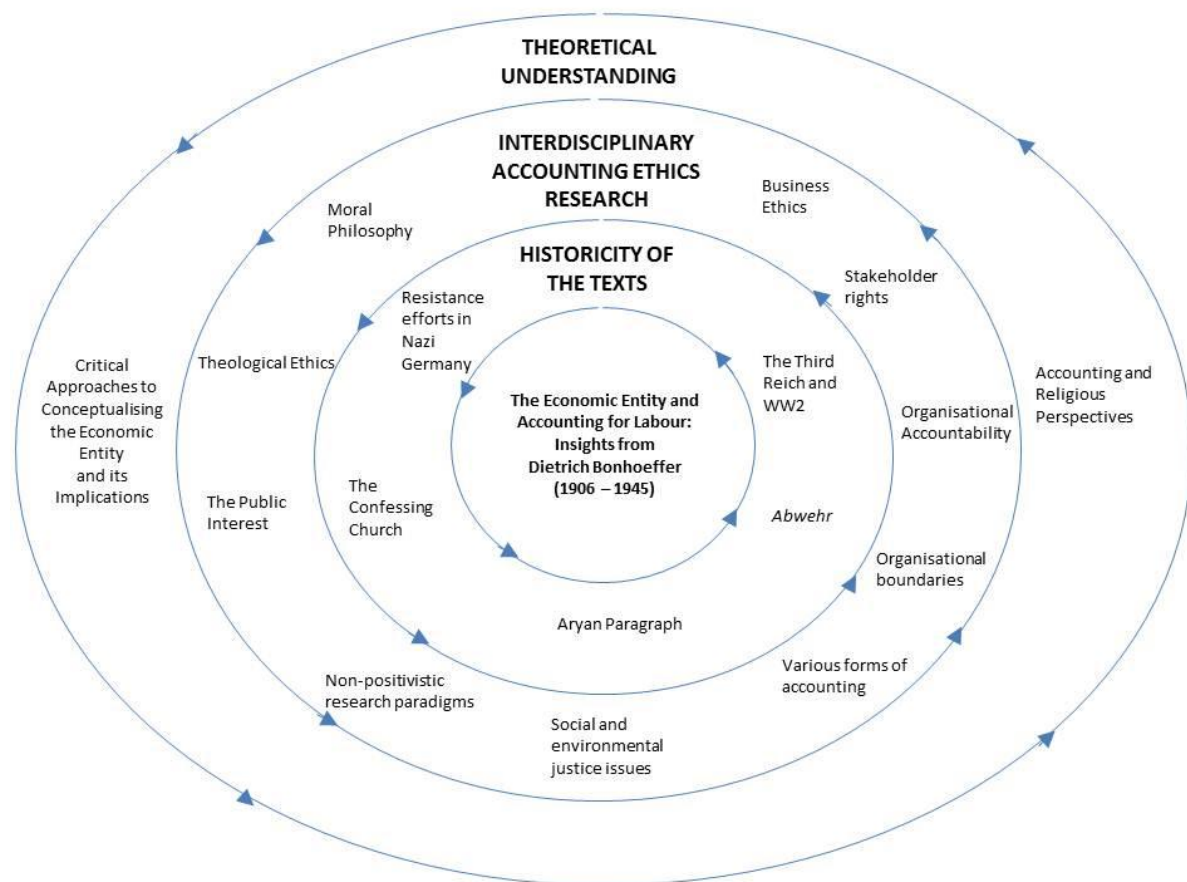 THEORETICAL
UNDERSTANDING
INTERDISCIPLINARY
ACCOUNTING ETHICS
RESEARCH
Moral
Philosophy
Business
Ethics
HISTORICITY OF
THE TEXTS
Resistance
efforts in
Nazi
Germany
Stakeholder
rights
Theological Ethics
The Third
Reich and
WW2
Critical
Approaches to
Conceptualising
the Economic
Entity
and its
Implications
Accounting and
Religious
Perspectives
The Economic Entity and
Accounting for Labour:
Insights from
Dietrich Bonhoeffer
(1906 – 1945)
Organisational
Accountability
The Public
Interest
The
Confessing
Church
Abwehr
Organisational
boundaries
Aryan Paragraph
Non-positivistic
research paradigms
Various forms of
accounting
Social and
environmental
justice issues